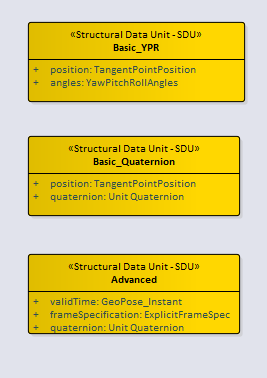 «Structural Data Unit - SDU»
Basic_YPR
+ position: TangentPointPosition
+ angles: YawPitchRollAngles
«Structural Data Unit - SDU»
Basic_Quaternion
+ position: TangentPointPosition
+ quaternion: Unit Quaternion
«Structural Data Unit - SDU»
Advanced
+ validTime: GeoPose_Instant
+ frameSpecification: ExplicitFrameSpec
+ quaternion: Unit Quaternion